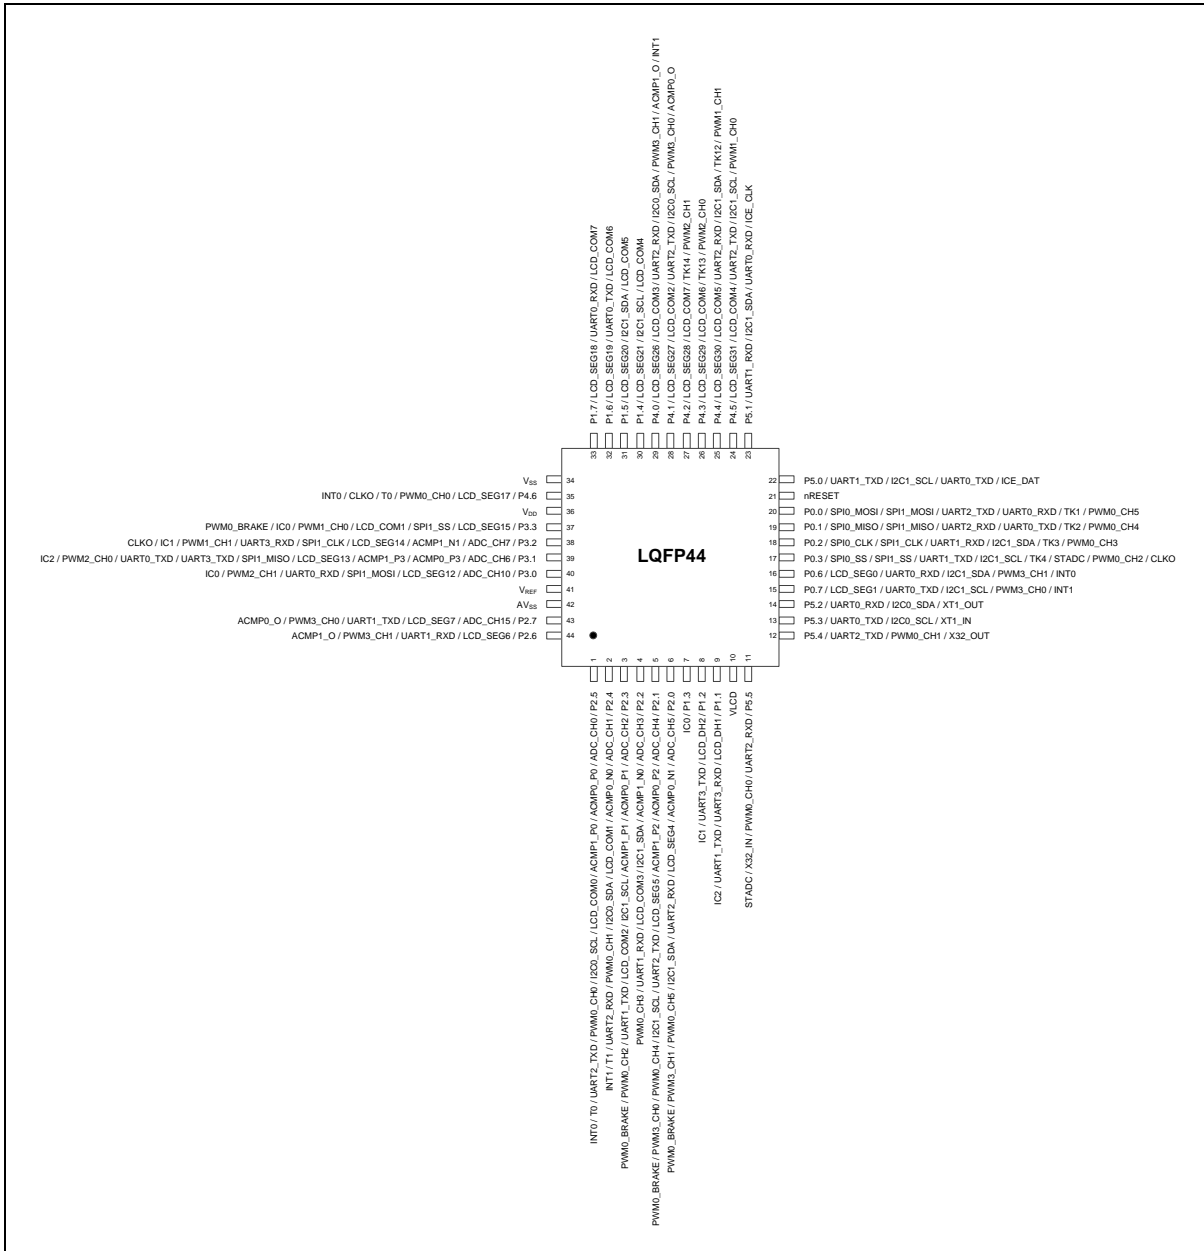 P1.7 / LCD_SEG18 / UART0_RXD / LCD_COM7
P1.6 / LCD_SEG19 / UART0_TXD / LCD_COM6
P1.5 / LCD_SEG20 / I2C1_SDA / LCD_COM5
P1.4 / LCD_SEG21 / I2C1_SCL / LCD_COM4
P4.0 / LCD_SEG26 / LCD_COM3 / UART2_RXD / I2C0_SDA / PWM3_CH1 / ACMP1_O / INT1
P4.1 / LCD_SEG27 / LCD_COM2 / UART2_TXD / I2C0_SCL / PWM3_CH0 / ACMP0_O
P4.2 / LCD_SEG28 / LCD_COM7 / TK14 / PWM2_CH1
P4.3 / LCD_SEG29 / LCD_COM6 / TK13 / PWM2_CH0
P4.4 / LCD_SEG30 / LCD_COM5 / UART2_RXD / I2C1_SDA / TK12 / PWM1_CH1
P4.5 / LCD_SEG31 / LCD_COM4 / UART2_TXD / I2C1_SCL / PWM1_CH0
P5.1 / UART1_RXD / I2C1_SDA / UART0_RXD / ICE_CLK
33 32 31 30 29 28 27 26 25 24 23
VSS 34
INT0 / CLKO / T0 / PWM0_CH0 / LCD_SEG17 / P4.6 35
VDD 36
PWM0_BRAKE / IC0 / PWM1_CH0 / LCD_COM1 / SPI1_SS / LCD_SEG15 / P3.3 37
CLKO / IC1 / PWM1_CH1 / UART3_RXD / SPI1_CLK / LCD_SEG14 / ACMP1_N1 / ADC_CH7 / P3.2 38
IC2 / PWM2_CH0 / UART0_TXD / UART3_TXD / SPI1_MISO / LCD_SEG13 / ACMP1_P3 / ACMP0_P3 / ADC_CH6 / P3.1 39
IC0 / PWM2_CH1 / UART0_RXD / SPI1_MOSI / LCD_SEG12 / ADC_CH10 / P3.0 40
VREF 41
AVSS 42
ACMP0_O / PWM3_CH0 / UART1_TXD / LCD_SEG7 / ADC_CH15 / P2.7 43
ACMP1_O / PWM3_CH1 / UART1_RXD / LCD_SEG6 / P2.6 44
LQFP44
22 P5.0 / UART1_TXD / I2C1_SCL / UART0_TXD / ICE_DAT
21 nRESET
20 P0.0 / SPI0_MOSI / SPI1_MOSI / UART2_TXD / UART0_RXD / TK1 / PWM0_CH5
19 P0.1 / SPI0_MISO / SPI1_MISO / UART2_RXD / UART0_TXD / TK2 / PWM0_CH4
18 P0.2 / SPI0_CLK / SPI1_CLK / UART1_RXD / I2C1_SDA / TK3 / PWM0_CH3
17 P0.3 / SPI0_SS / SPI1_SS / UART1_TXD / I2C1_SCL / TK4 / STADC / PWM0_CH2 / CLKO
16 P0.6 / LCD_SEG0 / UART0_RXD / I2C1_SDA / PWM3_CH1 / INT0
15 P0.7 / LCD_SEG1 / UART0_TXD / I2C1_SCL / PWM3_CH0 / INT1
14 P5.2 / UART0_RXD / I2C0_SDA / XT1_OUT
13 P5.3 / UART0_TXD / I2C0_SCL / XT1_IN
12 P5.4 / UART2_TXD / PWM0_CH1 / X32_OUT
1 2 3 4 5 6 7 8 9 10 11
INT0 / T0 / UART2_TXD / PWM0_CH0 / I2C0_SCL / LCD_COM0 / ACMP1_P0 / ACMP0_P0 / ADC_CH0 / P2.5
INT1 / T1 / UART2_RXD / PWM0_CH1 / I2C0_SDA / LCD_COM1 / ACMP0_N0 / ADC_CH1 / P2.4
PWM0_BRAKE / PWM0_CH2 / UART1_TXD / LCD_COM2 / I2C1_SCL / ACMP1_P1 / ACMP0_P1 / ADC_CH2 / P2.3
PWM0_CH3 / UART1_RXD / LCD_COM3 / I2C1_SDA / ACMP1_N0 / ADC_CH3 / P2.2
PWM0_BRAKE / PWM3_CH0 / PWM0_CH4 / I2C1_SCL / UART2_TXD / LCD_SEG5 / ACMP1_P2 / ACMP0_P2 / ADC_CH4 / P2.1
PWM0_BRAKE / PWM3_CH1 / PWM0_CH5 / I2C1_SDA / UART2_RXD / LCD_SEG4 / ACMP0_N1 / ADC_CH5 / P2.0
IC0 / P1.3
IC1 / UART3_TXD / LCD_DH2 / P1.2
IC2 / UART1_TXD / UART3_RXD / LCD_DH1 / P1.1
VLCD
STADC / X32_IN / PWM0_CH0 / UART2_RXD / P5.5